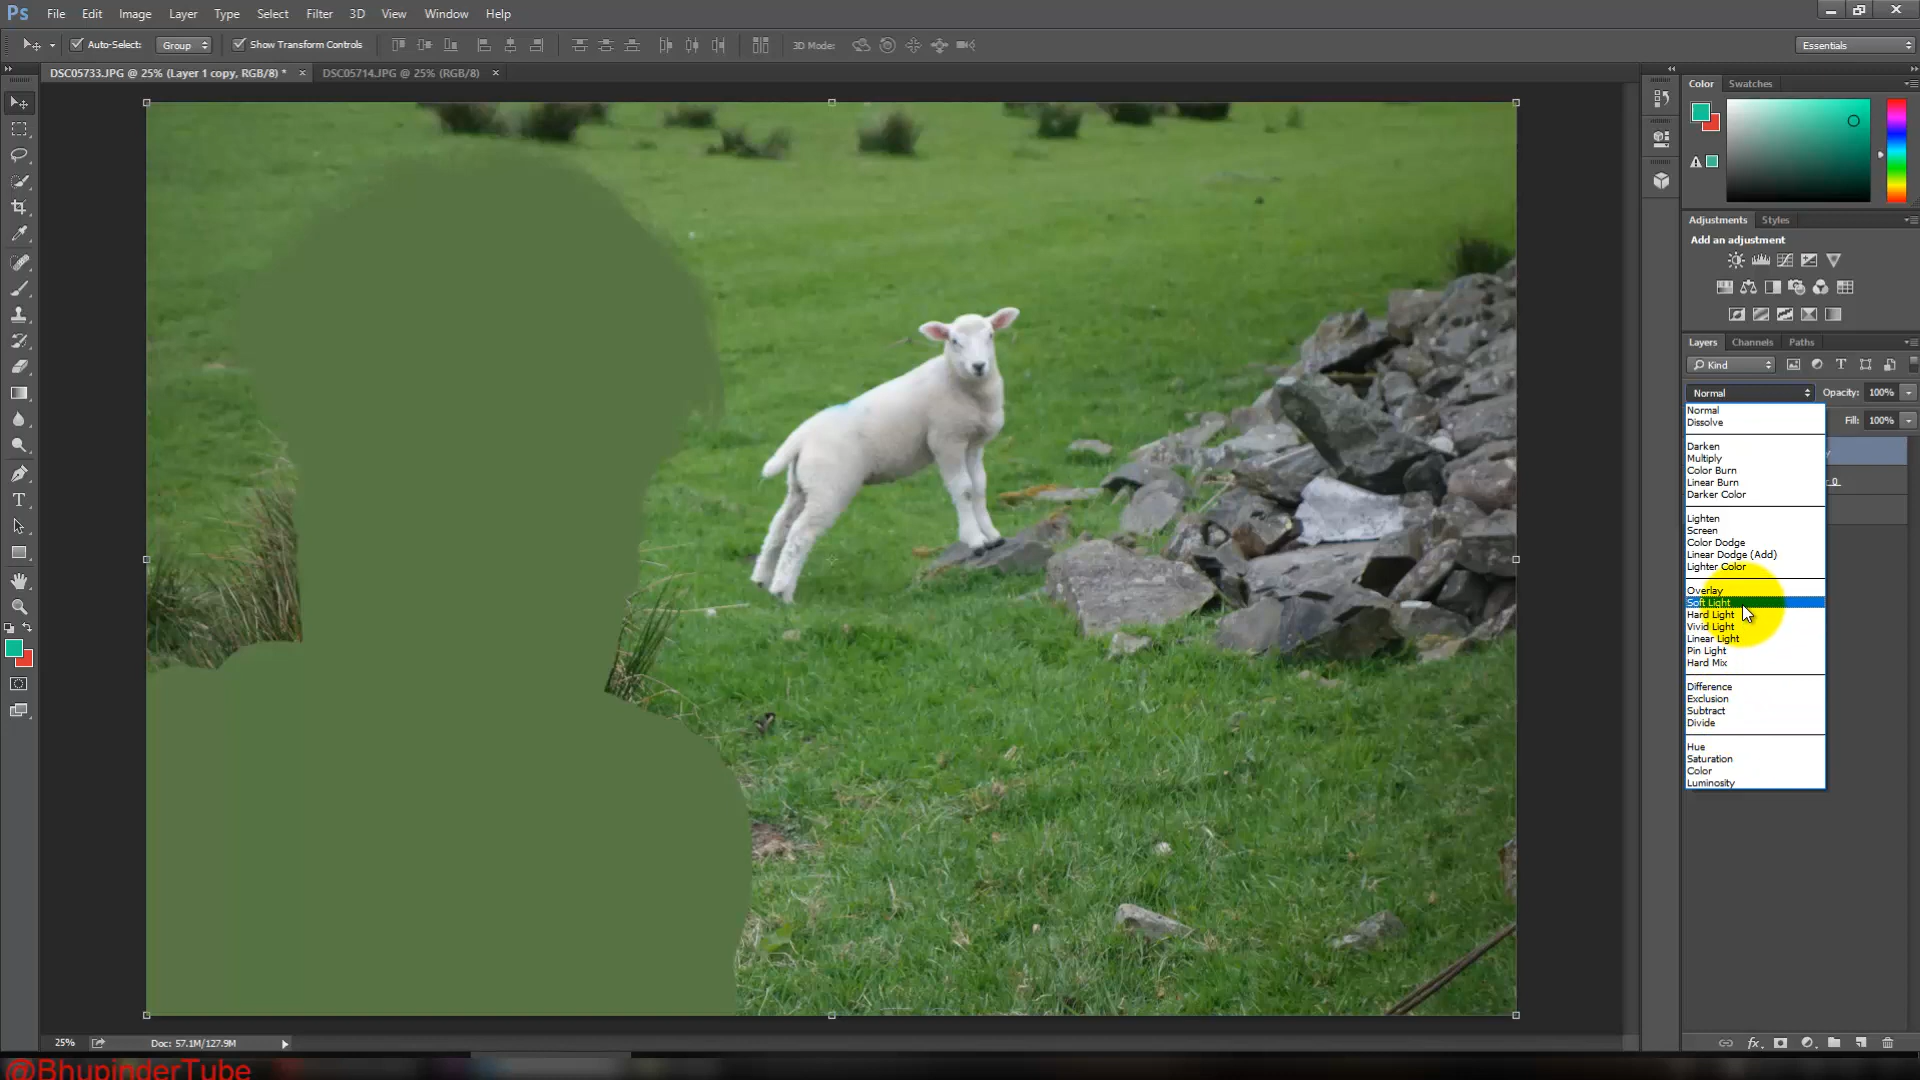 Ps File Edit Image Layer Type Select Filter 3D View Window Help
Auto-Select: Group Show Transform Controls 3D Mode: Essentials
DSC05733.JPG @ 25% (Layer 1 copy, RGB/8) * × DSC05714.JPG @ 25% (RGB/8) ×
Color Swatches
Adjustments Styles
Add an adjustment
Layers Channels Paths
Kind
Normal Opacity: 100%
Fill: 100%
Normal
Dissolve
Darken
Multiply
Color Burn
Linear Burn
Darker Color
Lighten
Screen
Color Dodge
Linear Dodge (Add)
Lighter Color
Overlay
Soft Light
Hard Light
Vivid Light
Linear Light
Pin Light
Hard Mix
Difference
Exclusion
Subtract
Divide
Hue
Saturation
Color
Luminosity
25% Doc: 57.1M/127.9M
fx
@BhupinderTube